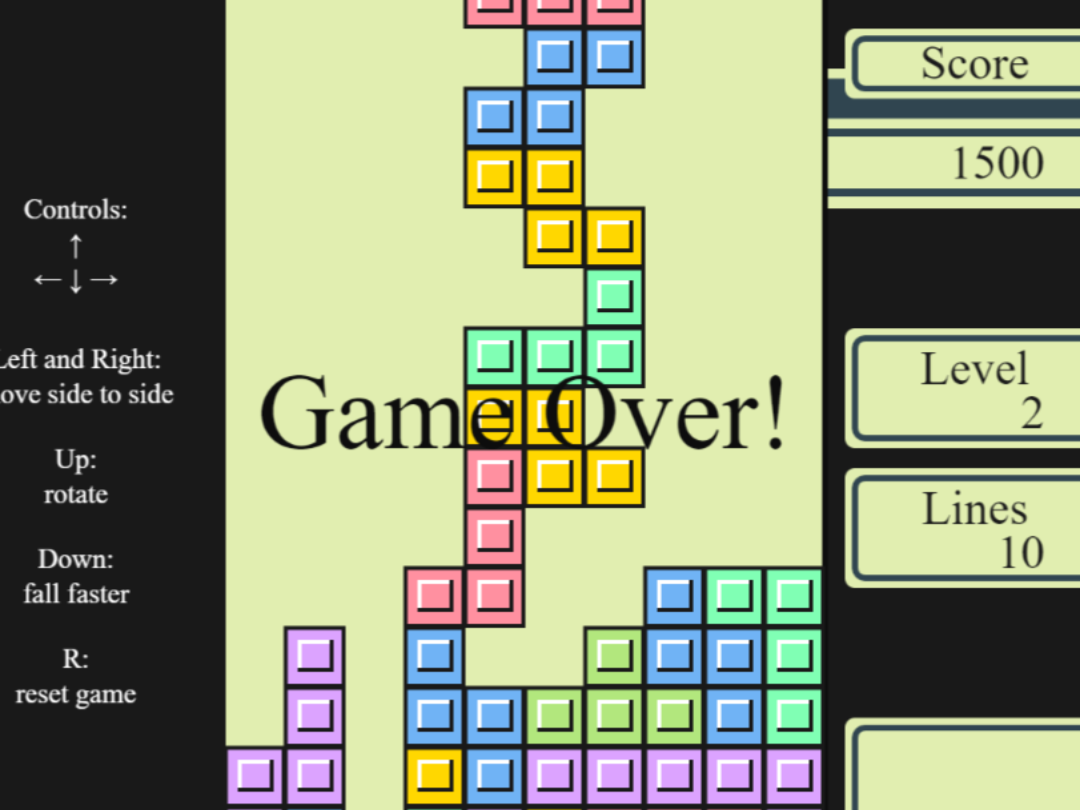 Controls:
↑
←↓→
Left and Right:
ove side to side
Up:
rotate
Down:
fall faster
R:
reset game
Game Over!
Score
1500
Level
2
Lines
10